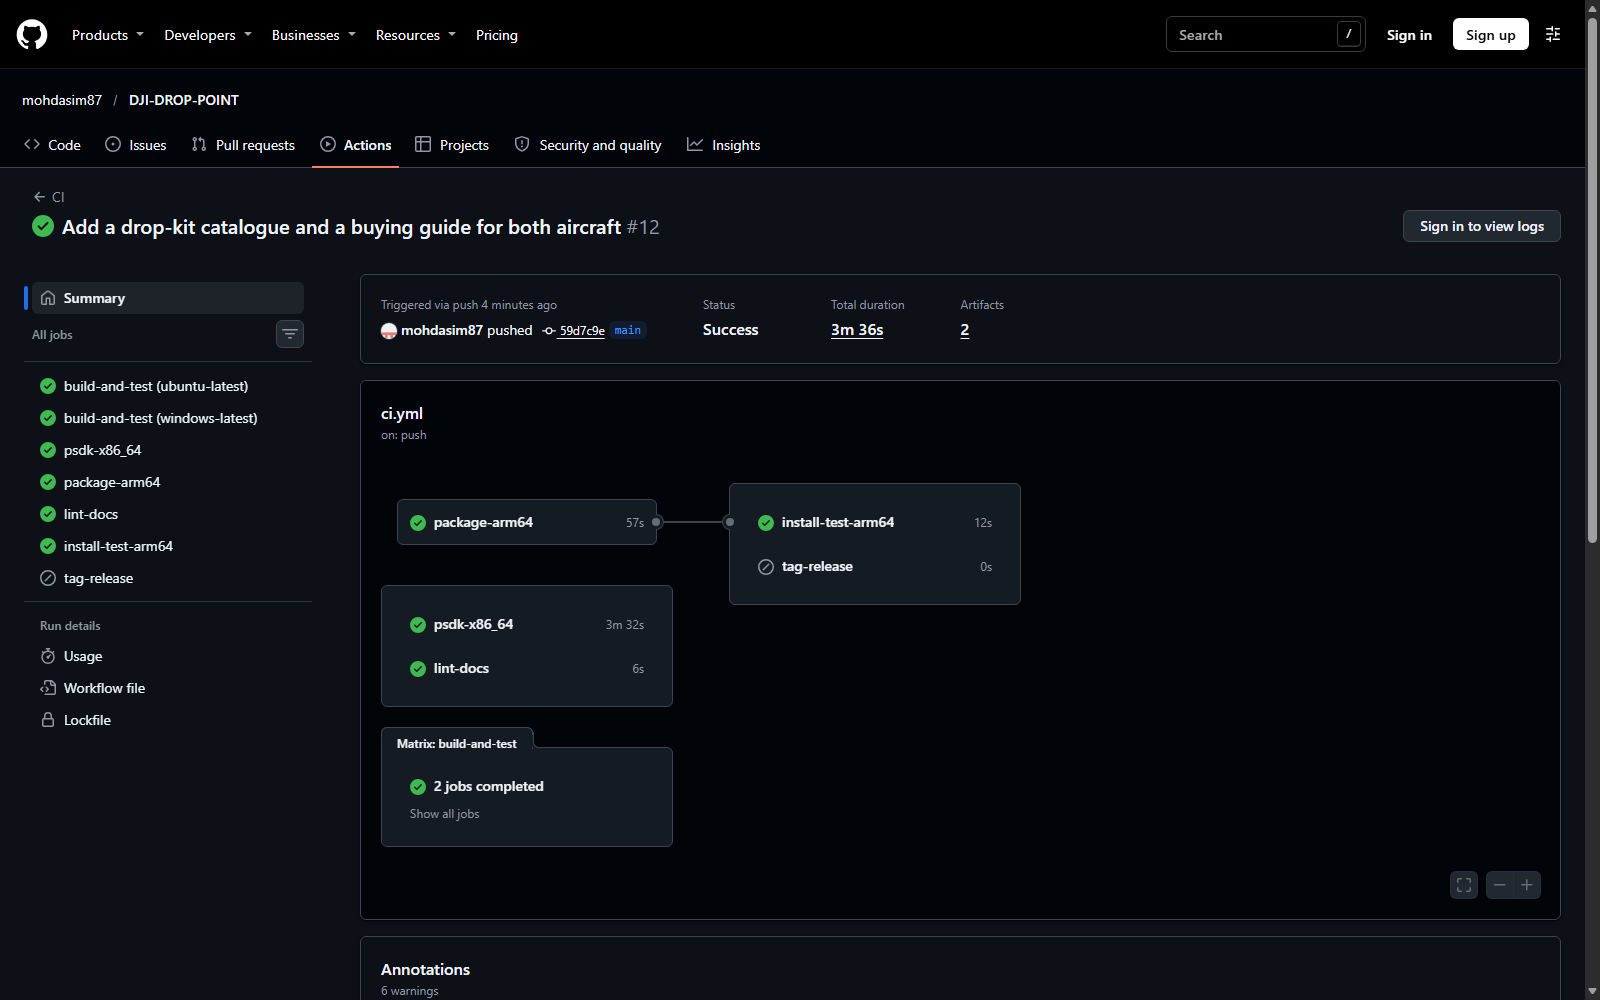 Products
Developers
Businesses
Resources
Pricing
Search
/
Sign in
Sign up
mohdasim87 / DJI-DROP-POINT
Code
Issues
Pull requests
Actions
Projects
Security and quality
Insights
CI
Add a drop-kit catalogue and a buying guide for both aircraft #12
Sign in to view logs
Summary
All jobs
build-and-test (ubuntu-latest)
build-and-test (windows-latest)
psdk-x86_64
package-arm64
lint-docs
install-test-arm64
tag-release
Run details
Usage
Workflow file
Lockfile
Triggered via push 4 minutes ago
mohdasim87 pushed 59d7c9e main
Status
Success
Total duration
3m 36s
Artifacts
2
ci.yml
on: push
package-arm64 57s
install-test-arm64 12s
tag-release 0s
psdk-x86_64 3m 32s
lint-docs 6s
Matrix: build-and-test
2 jobs completed
Show all jobs
Annotations
6 warnings